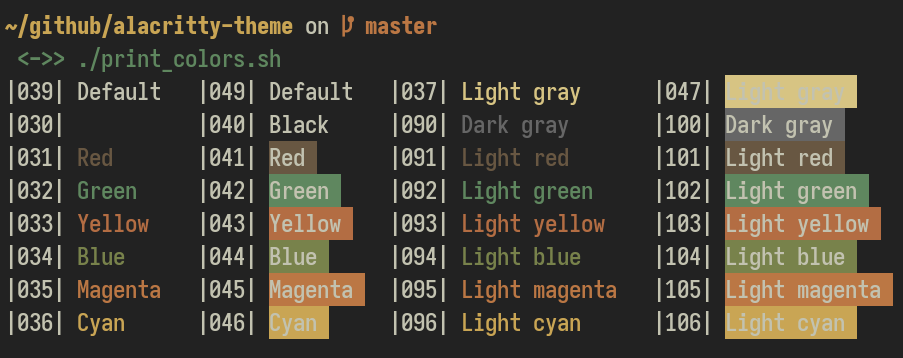 ~/github/alacritty-theme on master
<->> ./print_colors.sh
|039| Default |049| Default |037| Light gray |047| Light gray
|030| |040| Black |090| Dark gray |100| Dark gray
|031| Red |041| Red |091| Light red |101| Light red
|032| Green |042| Green |092| Light green |102| Light green
|033| Yellow |043| Yellow |093| Light yellow |103| Light yellow
|034| Blue |044| Blue |094| Light blue |104| Light blue
|035| Magenta |045| Magenta |095| Light magenta |105| Light magenta
|036| Cyan |046| Cyan |096| Light cyan |106| Light cyan